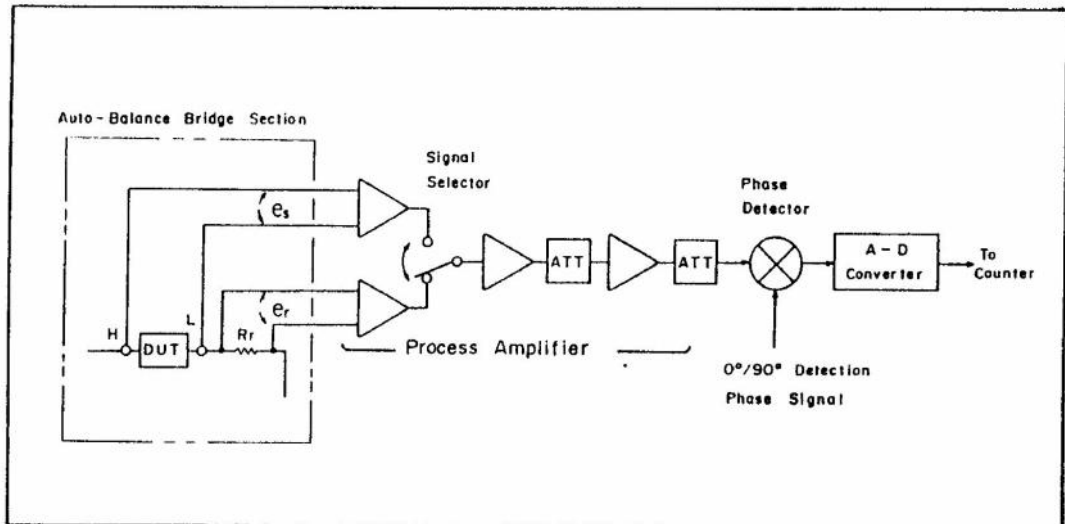 Auto-Balance Bridge Section
Signal
Selector
Phase
Detector
es
er
H
L
DUT
Rr
ATT
ATT
A-D
Converter
To
Counter
Process Amplifier
0°/90° Detection
Phase Signal